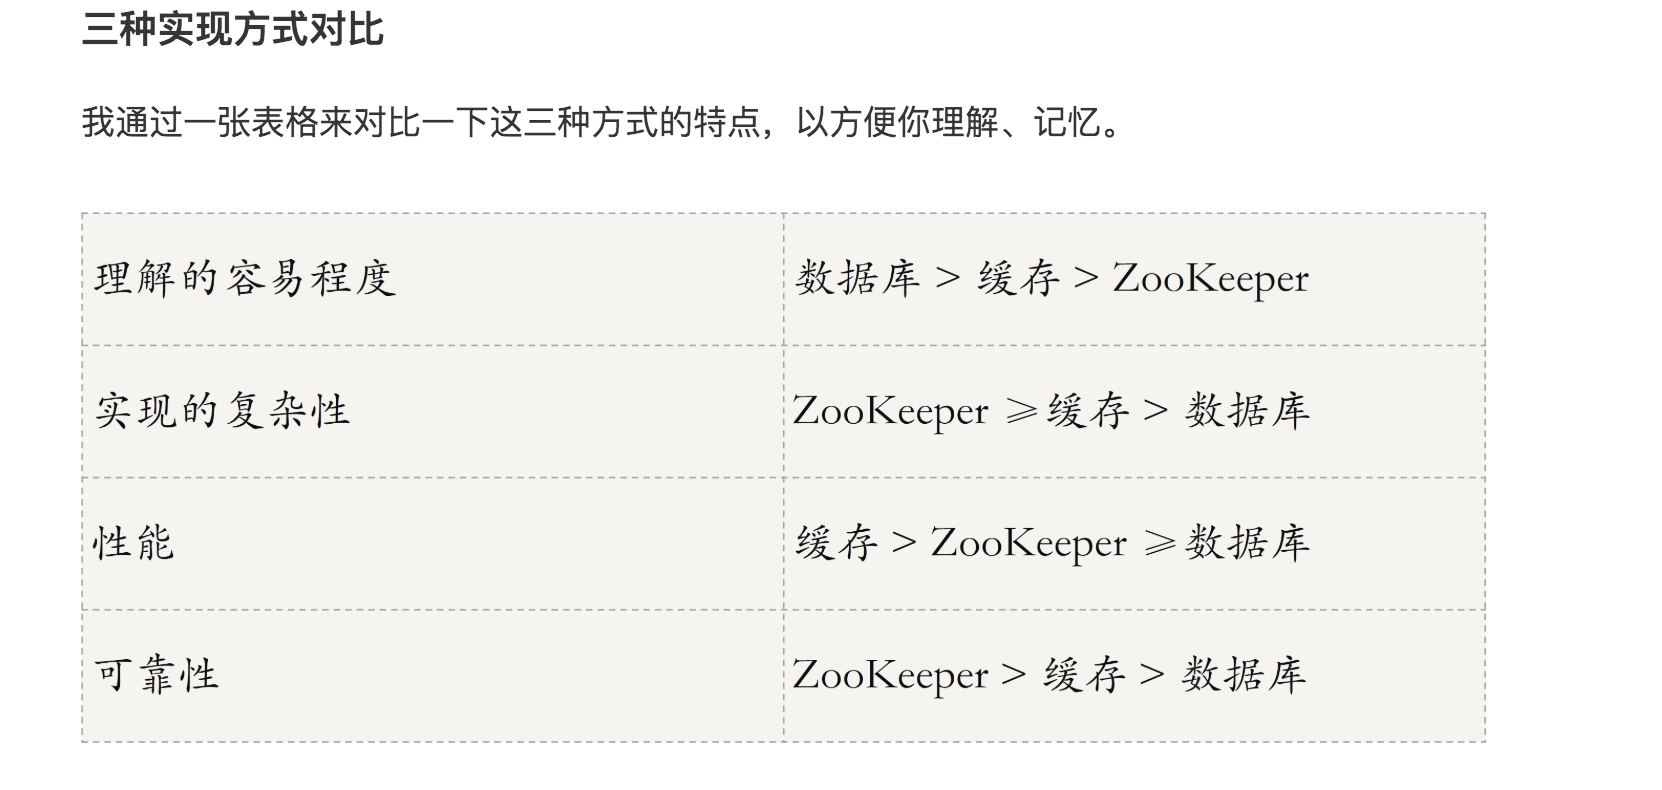 三种实现方式对比
我通过一张表格来对比一下这三种方式的特点，以方便你理解、记忆。
理解的容易程度 数据库 > 缓存 > ZooKeeper
实现的复杂性 ZooKeeper ⩾ 缓存 > 数据库
性能 缓存 > ZooKeeper ⩾ 数据库
可靠性 ZooKeeper > 缓存 > 数据库